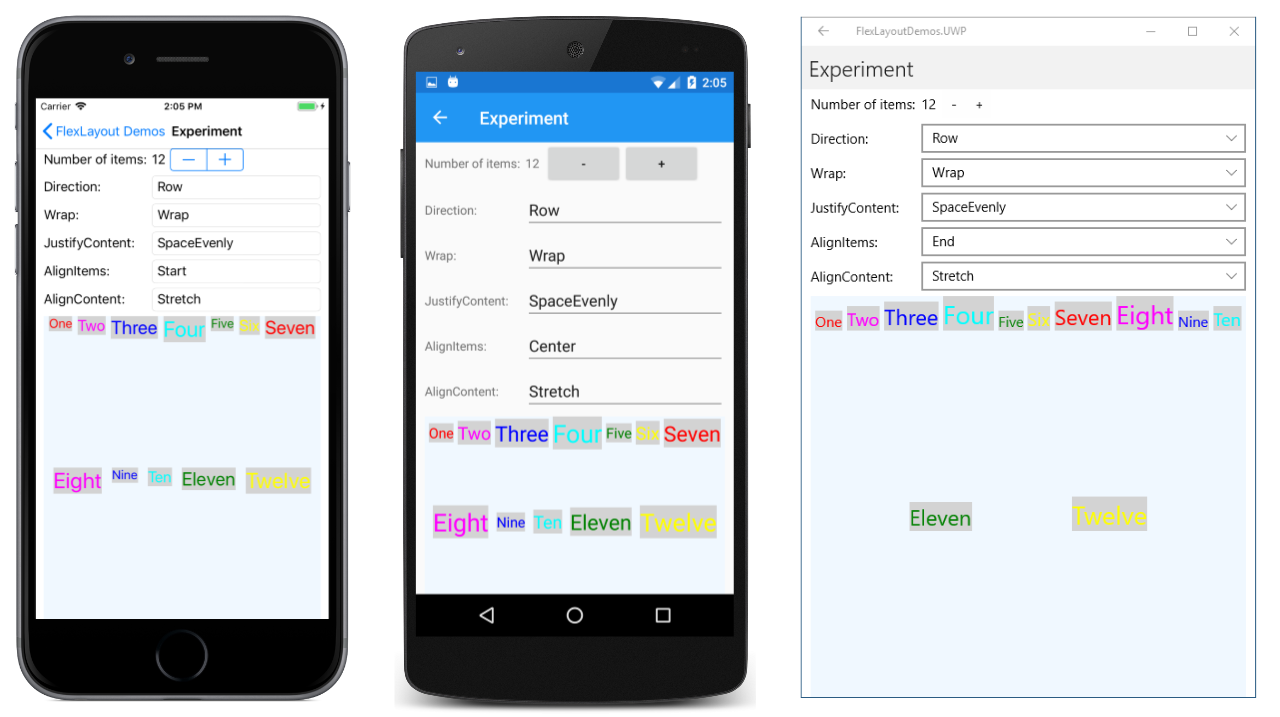 Carrier 2:05 PM
FlexLayout Demos Experiment
Number of items: 12 − +
Direction: Row
Wrap: Wrap
JustifyContent: SpaceEvenly
AlignItems: Start
AlignContent: Stretch
One Two Three Four Five Six Seven
Eight Nine Ten Eleven Twelve
2:05
Experiment
Number of items: 12 - +
Direction: Row
Wrap: Wrap
JustifyContent: SpaceEvenly
AlignItems: Center
AlignContent: Stretch
One Two Three Four Five Six Seven
Eight Nine Ten Eleven Twelve
FlexLayoutDemos.UWP
Experiment
Number of items: 12 - +
Direction: Row
Wrap: Wrap
JustifyContent: SpaceEvenly
AlignItems: End
AlignContent: Stretch
One Two Three Four Five Six Seven Eight Nine Ten
Eleven Twelve